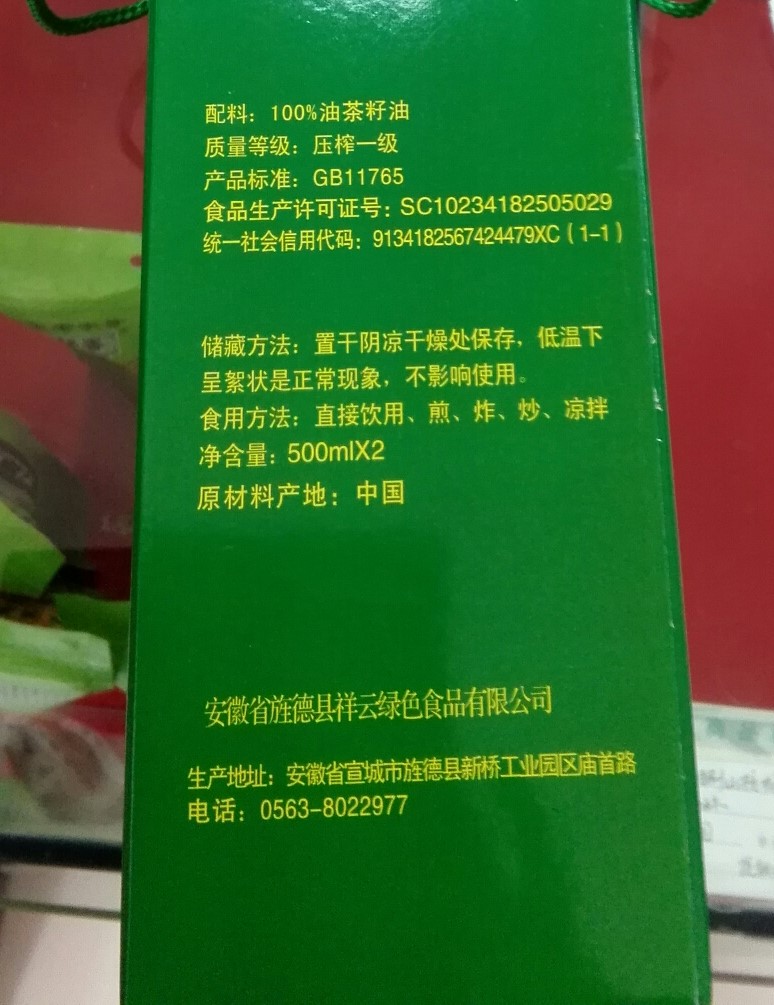 配料：100%油茶籽油
质量等级：压榨一级
产品标准：GB11765
食品生产许可证号：SC10234182505029
统一社会信用代码：9134182567424479XC（1-1）
储藏方法：置干阴凉干燥处保存，低温下
呈絮状是正常现象，不影响使用。
食用方法：直接饮用、煎、炸、炒、凉拌
净含量：500mlX2
原材料产地：中国
安徽省旌德县祥云绿色食品有限公司
生产地址：安徽省宣城市旌德县新桥工业园区庙首路
电话：0563-8022977